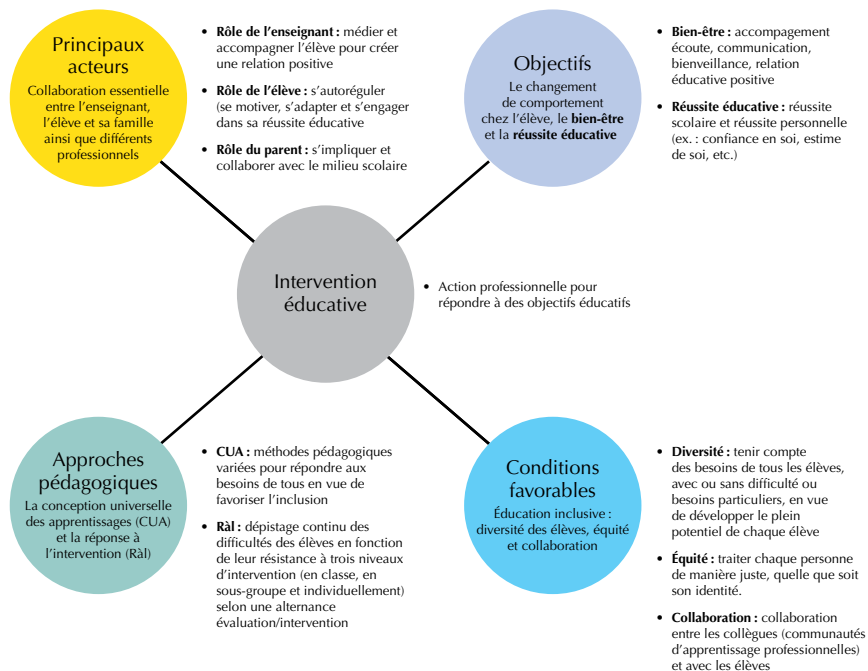 Principaux
acteurs
Collaboration essentielle
entre l'enseignant,
l'élève et sa famille
ainsi que différents
professionnels
• Rôle de l'enseignant : médier et
accompagner l'élève pour créer
une relation positive
• Rôle de l'élève : s'autoréguler
(se motiver, s'adapter et s'engager
dans sa réussite éducative
• Rôle du parent : s'impliquer et
collaborer avec le milieu scolaire
Objectifs
Le changement
de comportement
chez l'élève, le bien-être
et la réussite éducative
• Bien-être : accompagement
écoute, communication,
bienveillance, relation
éducative positive
• Réussite éducative : réussite
scolaire et réussite personnelle
(ex. : confiance en soi, estime
de soi, etc.)
Intervention
éducative
• Action professionnelle pour
répondre à des objectifs éducatifs
Approches
pédagogiques
La conception universelle
des apprentissages (CUA)
et la réponse à
l'intervention (Ràl)
• CUA : méthodes pédagogiques
variées pour répondre aux
besoins de tous en vue de
favoriser l'inclusion
• Ràl : dépistage continu des
difficultés des élèves en fonction
de leur résistance à trois niveaux
d'intervention (en classe, en
sous-groupe et individuellement)
selon une alternance
évaluation/intervention
Conditions
favorables
Éducation inclusive :
diversité des élèves, équité
et collaboration
• Diversité : tenir compte
des besoins de tous les élèves,
avec ou sans difficulté ou
besoins particuliers, en vue
de développer le plein
potentiel de chaque élève
• Équité : traiter chaque personne
de manière juste, quelle que soit
son identité.
• Collaboration : collaboration
entre les collègues (communautés
d'apprentissage professionnelles)
et avec les élèves